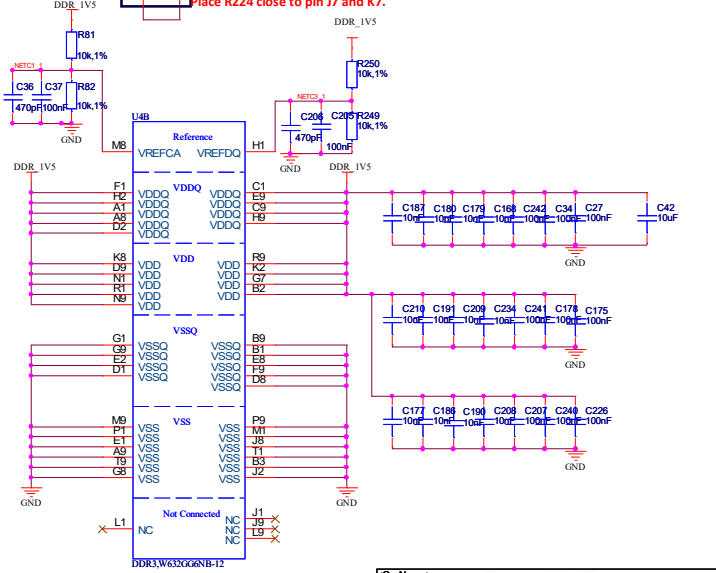 DDR_1V5
Place R224 close to pin J7 and K7.
R81
10k,1%
NETC1_1
C36
470pF
C37
100nF
R82
10k,1%
GND
DDR_1V5
R250
10k,1%
NETC3_1
C206
470pF
C205
100nF
R249
10k,1%
GND
U4B
Reference
M8 VREFCA VREFDQ H1
DDR_1V5
DDR_1V5
VDDQ
F1 VDDQ VDDQ C1
H2 VDDQ VDDQ E9
A1 VDDQ VDDQ C9
A8 VDDQ VDDQ H9
D2 VDDQ
VDD
K8 VDD VDD R9
D9 VDD VDD K2
N1 VDD VDD G7
R1 VDD VDD B2
N9 VDD
VSSQ
G1 VSSQ VSSQ B9
G9 VSSQ VSSQ B1
E2 VSSQ VSSQ E8
D1 VSSQ VSSQ F9
VSSQ D8
VSS
M9 VSS VSS P9
P1 VSS VSS M1
E1 VSS VSS J8
A9 VSS VSS T1
T9 VSS VSS B3
G8 VSS VSS J2
GND
GND
Not Connected
L1 NC NC J1
NC J9
NC L9
DDR3,W632GG6NB-12
C187 C180 C179 C168 C242 C34 C27 C42
10nF 10nF 10nF 10nF 100nF 100nF 100nF 10uF
GND
C210 C191 C209 C234 C241 C178 C175
10nF 10nF 10nF 10nF 100nF 100nF
GND
C177 C186 C190 C208 C207 C240 C226
10nF 10nF 10nF 10nF 100nF 100nF 100nF
GND